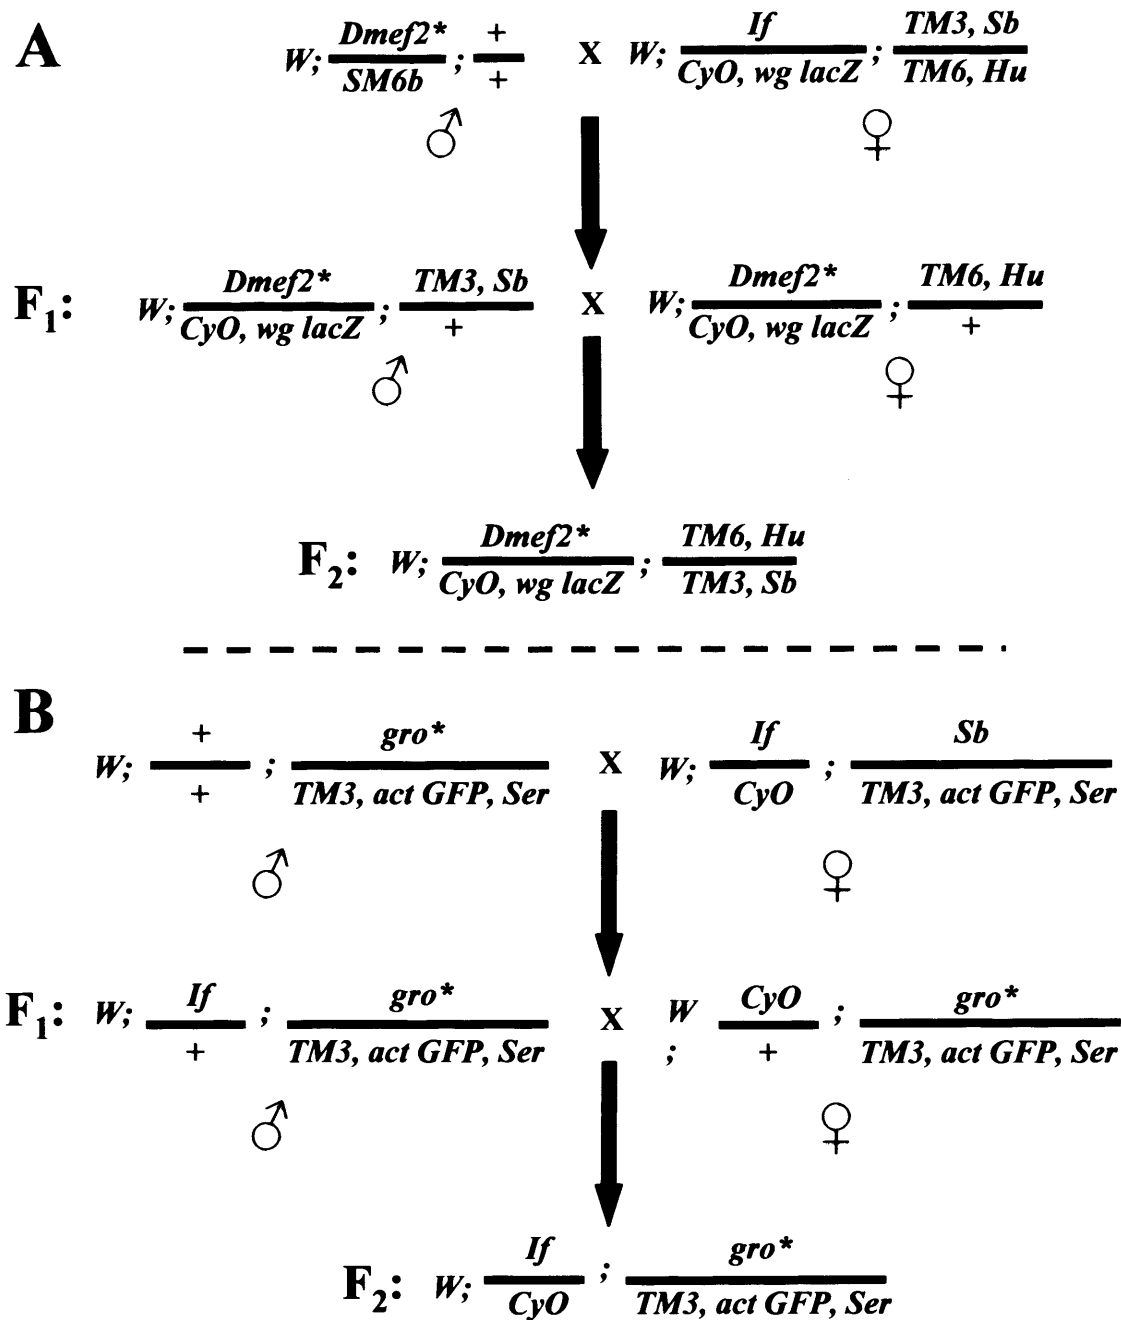 A
Dmef2* + If TM3, Sb
W; ; X W; ;
SM6b + CyO, wg lacZ TM6, Hu
♂ ♀
Dmef2* TM3, Sb Dmef2* TM6, Hu
F1: W; ; X W; ;
CyO, wg lacZ + CyO, wg lacZ +
♂ ♀
Dmef2* TM6, Hu
F2: W; ;
CyO, wg lacZ TM3, Sb
B
+ gro* If Sb
W; ; X W; ;
+ TM3, act GFP, Ser CyO TM3, act GFP, Ser
♂ ♀
If gro* W CyO gro*
F1: W; ; X ; ;
+ TM3, act GFP, Ser + TM3, act GFP, Ser
♂ ♀
If gro*
F2: W; ;
CyO TM3, act GFP, Ser